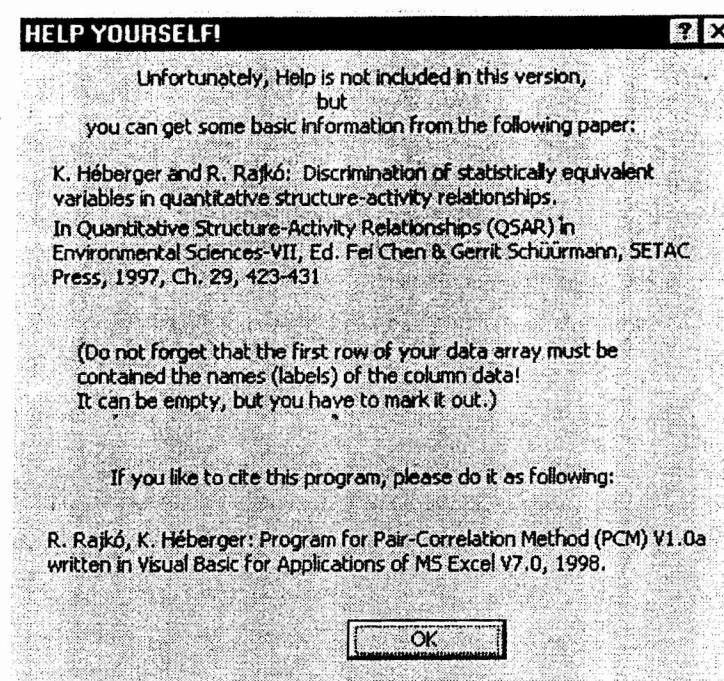 HELP YOURSELF!
Unfortunately, Help is not included in this version,
but
you can get some basic information from the following paper:
K. Héberger and R. Rajkó: Discrimination of statistically equivalent
variables in quantitative structure-activity relationships.
In Quantitative Structure-Activity Relationships (QSAR) in
Environmental Sciences-VII, Ed. Fei Chen & Gerrit Schüürmann, SETAC
Press, 1997, Ch. 29, 423-431
(Do not forget that the first row of your data array must be
contained the names (labels) of the column data!
It can be empty, but you have to mark it out.)
If you like to cite this program, please do it as following:
R. Rajkó, K. Héberger: Program for Pair-Correlation Method (PCM) V1.0a
written in Visual Basic for Applications of MS Excel V7.0, 1998.
OK